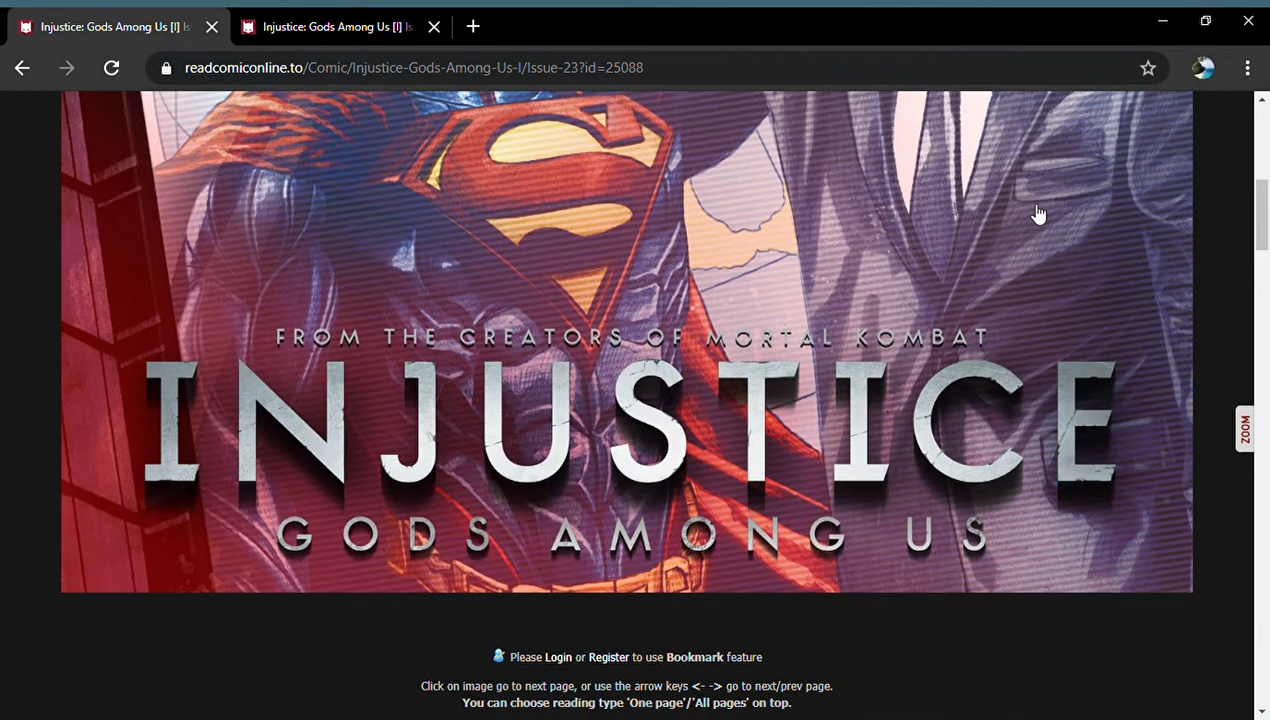 Injustice: Gods Among Us [I] Is
Injustice: Gods Among Us [I] Is
readcomiconline.to/Comic/Injustice-Gods-Among-Us-I/Issue-23?id=25088
S
FROM THE CREATORS OF MORTAL KOMBAT
INJUSTICE
GODS AMONG US
ZOOM
Please Login or Register to use Bookmark feature
Click on image go to next page, or use the arrow keys <- -> go to next/prev page.
You can choose reading type 'One page'/'All pages' on top.